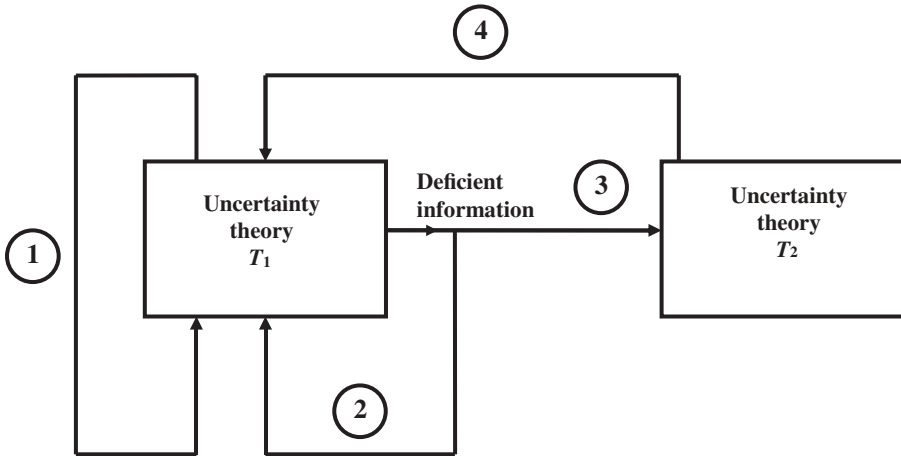 4
Deficient
information
3
Uncertainty
theory
T1
Uncertainty
theory
T2
1
2